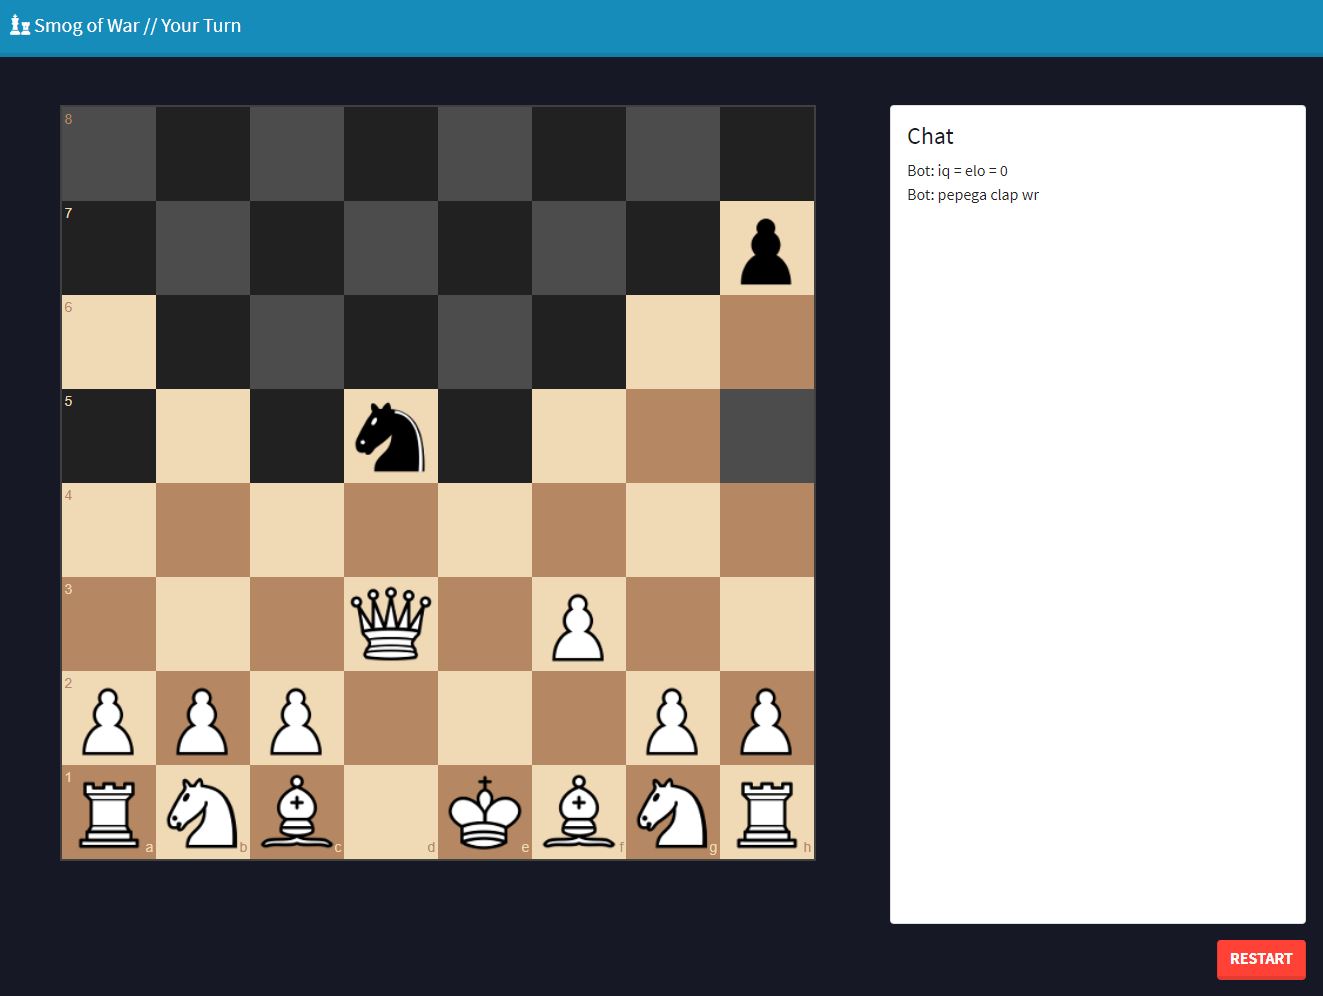 Smog of War // Your Turn
8
7
6
5
4
3
2
1
a
b
c
d
e
f
g
h
Chat
Bot: iq = elo = 0
Bot: pepega clap wr
RESTART